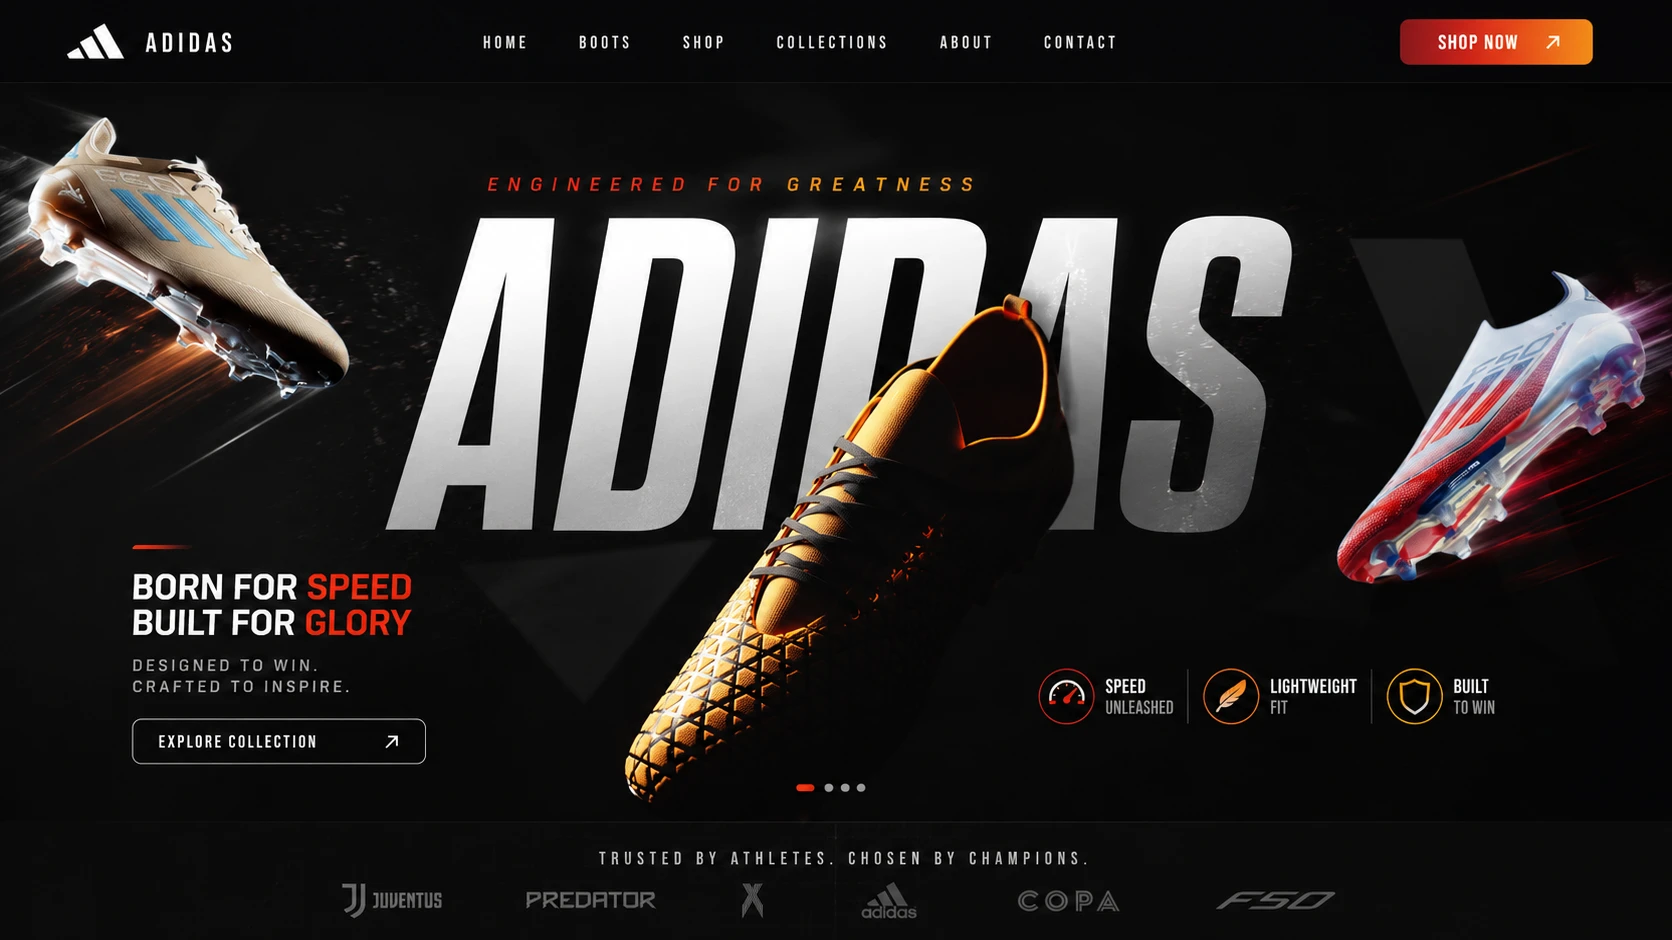 ADIDAS
HOME
BOOTS
SHOP
COLLECTIONS
ABOUT
CONTACT
SHOP NOW
ENGINEERED FOR GREATNESS
ADIDAS
F50
F50
BORN FOR SPEED
BUILT FOR GLORY
DESIGNED TO WIN.
CRAFTED TO INSPIRE.
EXPLORE COLLECTION
SPEED
UNLEASHED
LIGHTWEIGHT
FIT
BUILT
TO WIN
TRUSTED BY ATHLETES. CHOSEN BY CHAMPIONS.
JUVENTUS
PREDATOR
X
adidas
COPA
F50